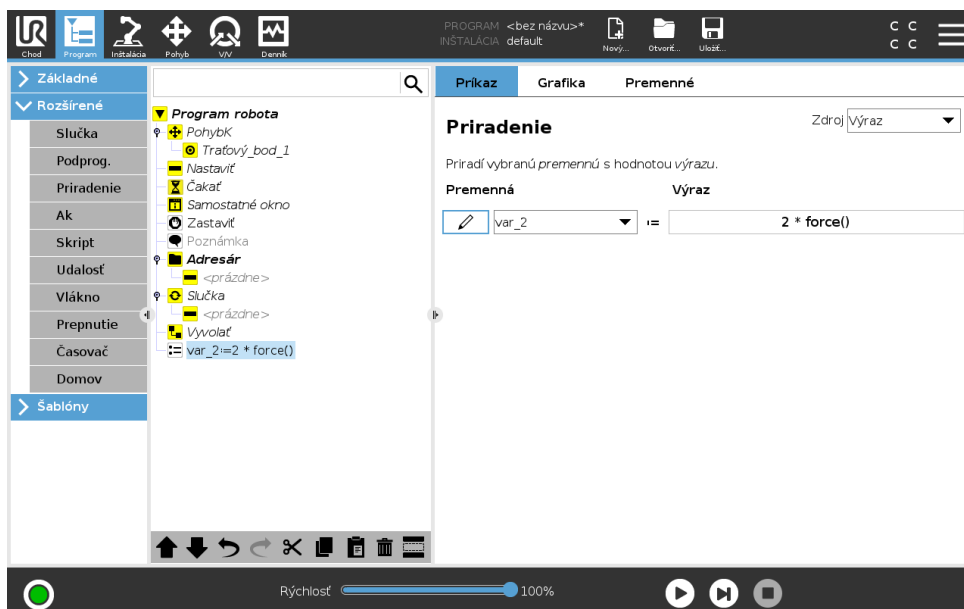 PROGRAM <bez názvu>*
INŠTALÁCIA default
Chod Program Inštalácia Pohyb V/V Denník Nový... Otvoriť... Uložiť...
C C
C C
Základné
Rozšírené
Slučka
Podprog.
Priradenie
Ak
Skript
Udalosť
Vlákno
Prepnutie
Časovač
Domov
Šablóny
Program robota
PohybK
Traťový_bod_1
Nastaviť
Čakať
Samostatné okno
Zastaviť
Poznámka
Adresár
<prázdne>
Slučka
<prázdne>
Vyvolať
var_2:=2 * force()
Príkaz Grafika Premenné
Priradenie
Zdroj Výraz
Priradí vybranú premennú s hodnotou výrazu.
Premenná Výraz
var_2 := 2 * force()
Rýchlosť 100%